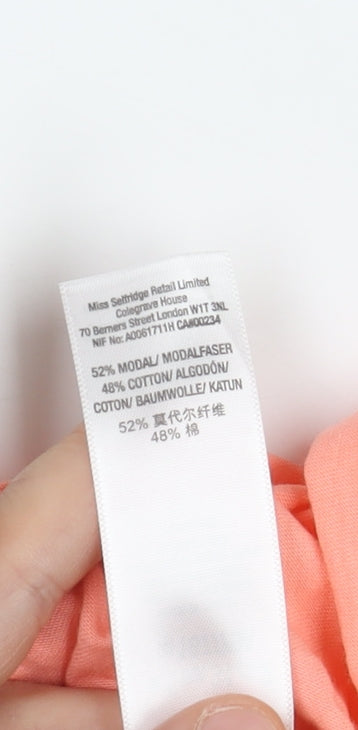 Miss Selfridge Retail Limited
Colegrave House
70 Berners Street London W1T 3NL
NIF No: A0061711H CA#00234
52% MODAL/ MODALFASER
48% COTTON/ ALGODÓN/
COTON/ BAUMWOLLE/ KATUN
52% 莫代尔纤维
48% 棉